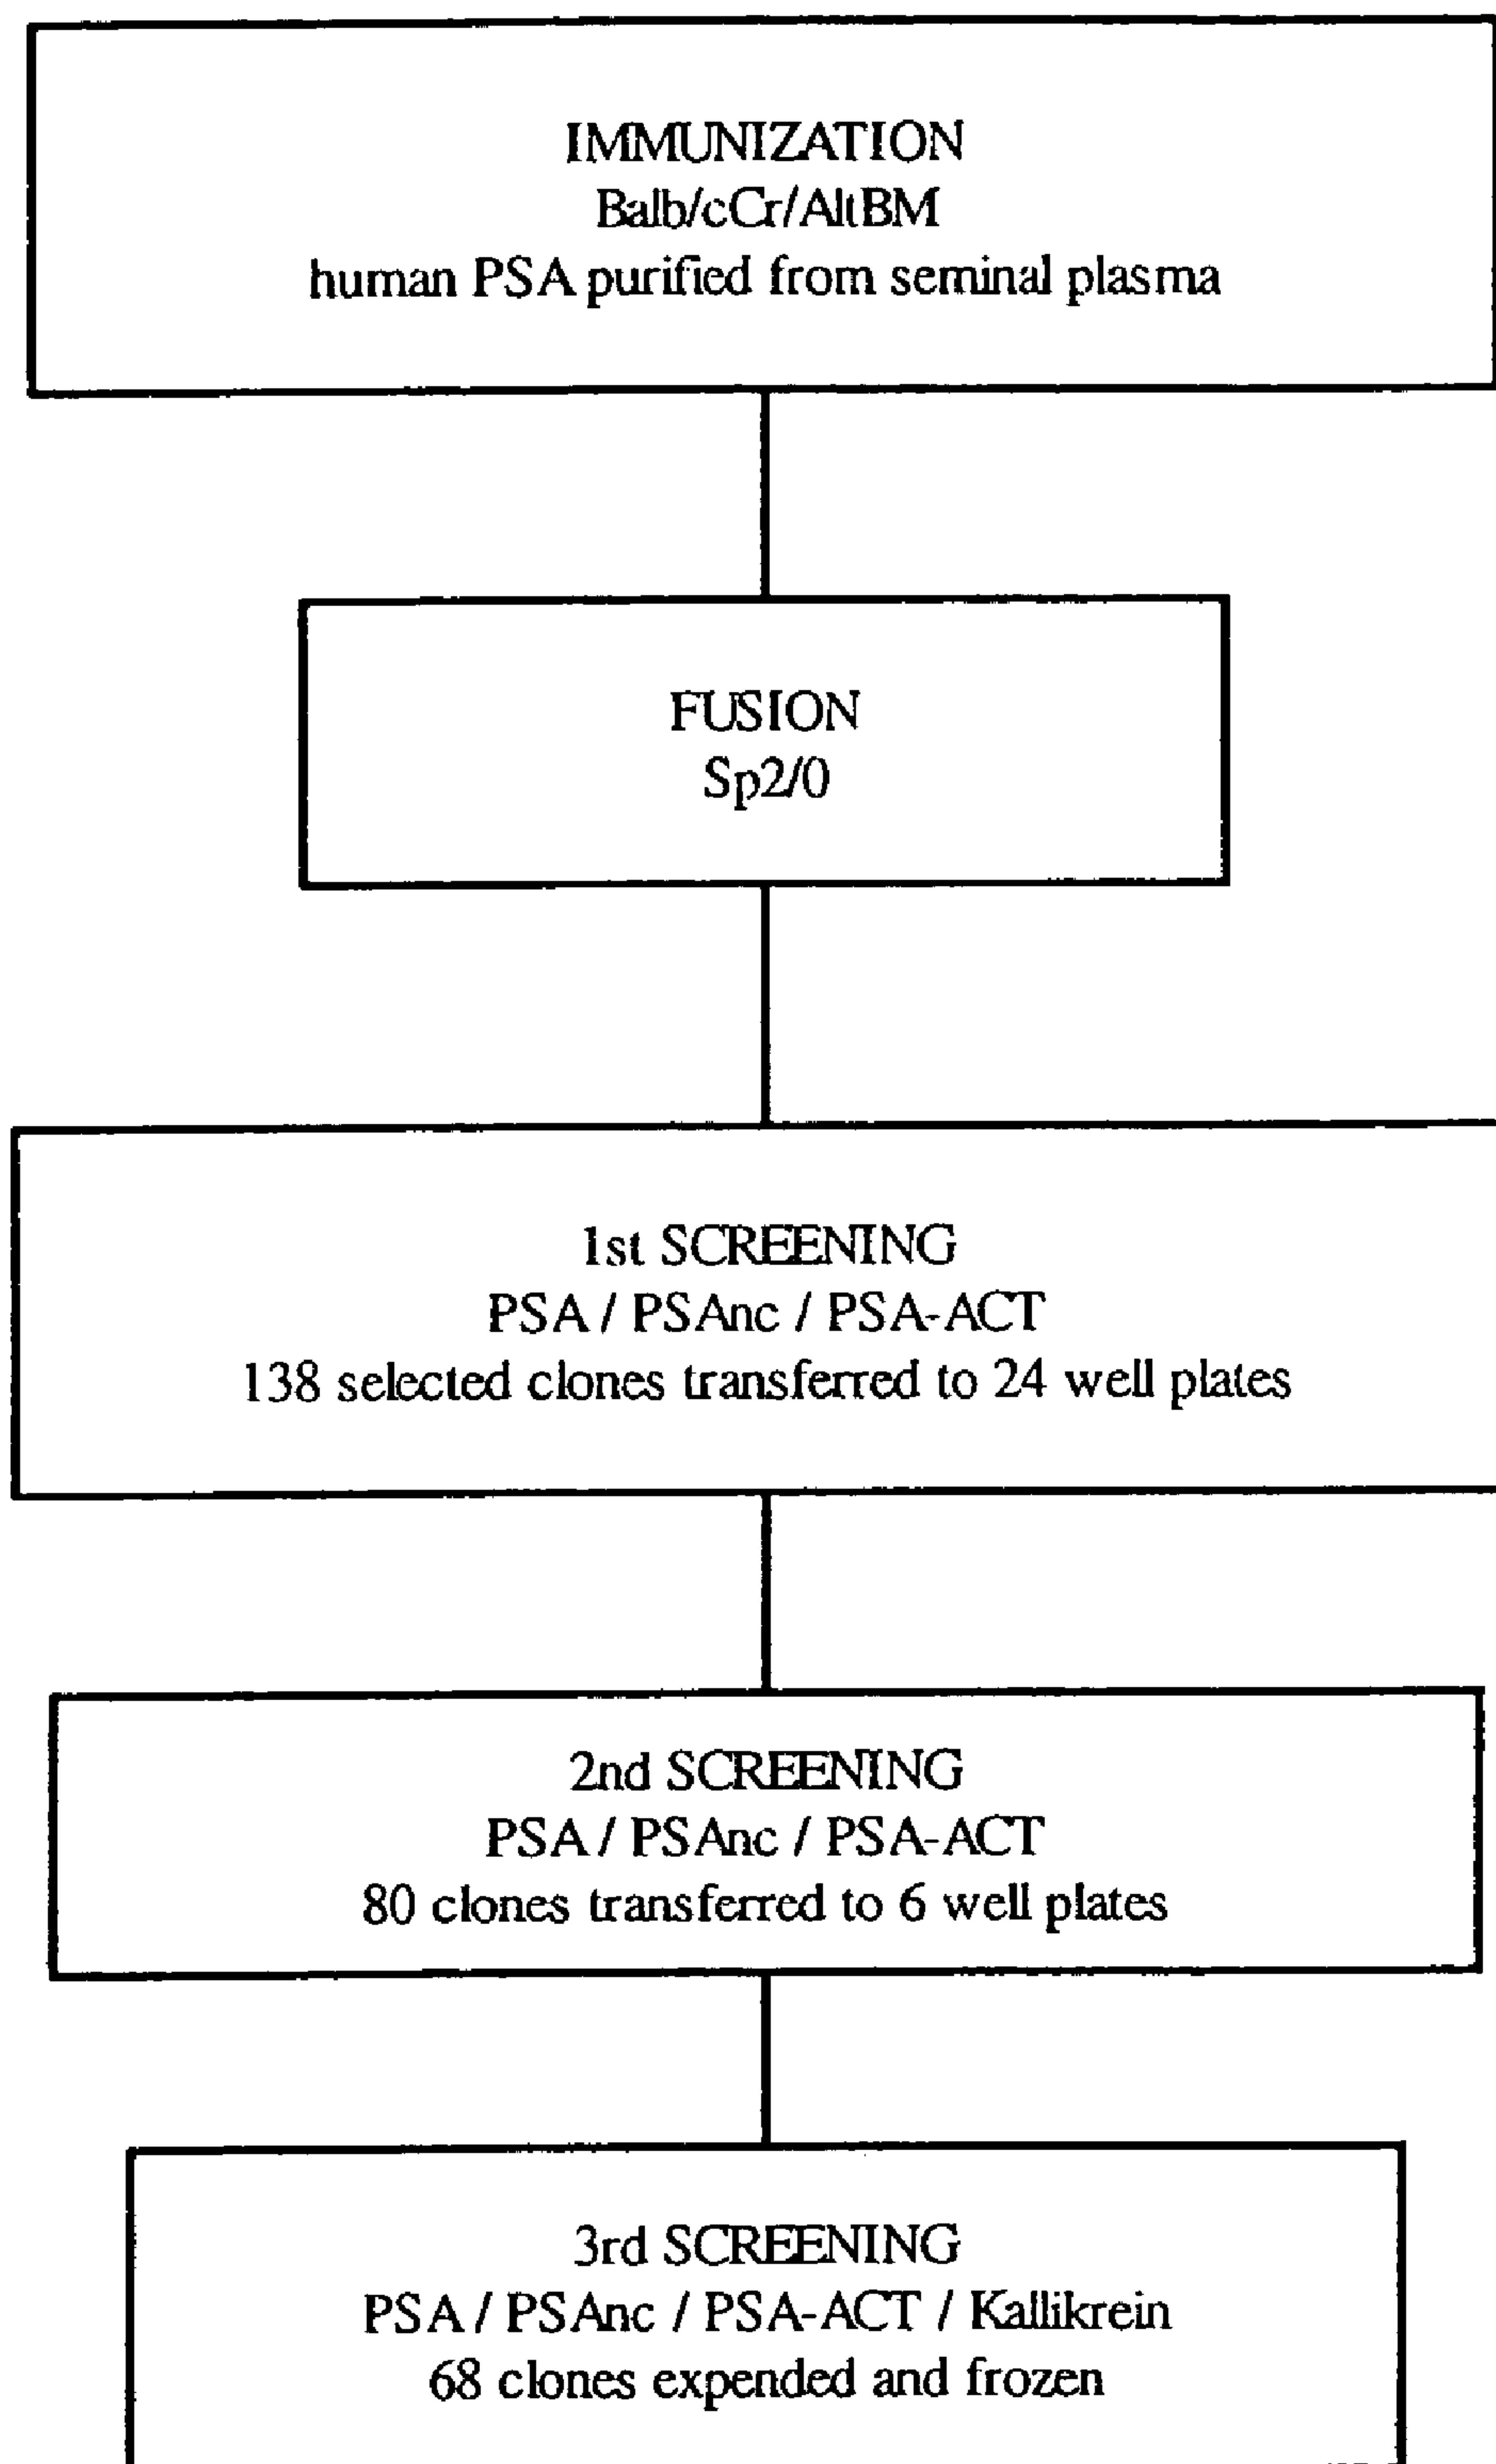 IMMUNIZATION
Balb/cCr/AltBM
human PSA purified from seminal plasma
FUSION
Sp2/0
1st SCREENING
PSA / PSAnc / PSA-ACT
138 selected clones transferred to 24 well plates
2nd SCREENING
PSA / PSAnc / PSA-ACT
80 clones transferred to 6 well plates
3rd SCREENING
PSA / PSAnc / PSA-ACT / Kallikrein
68 clones expended and frozen